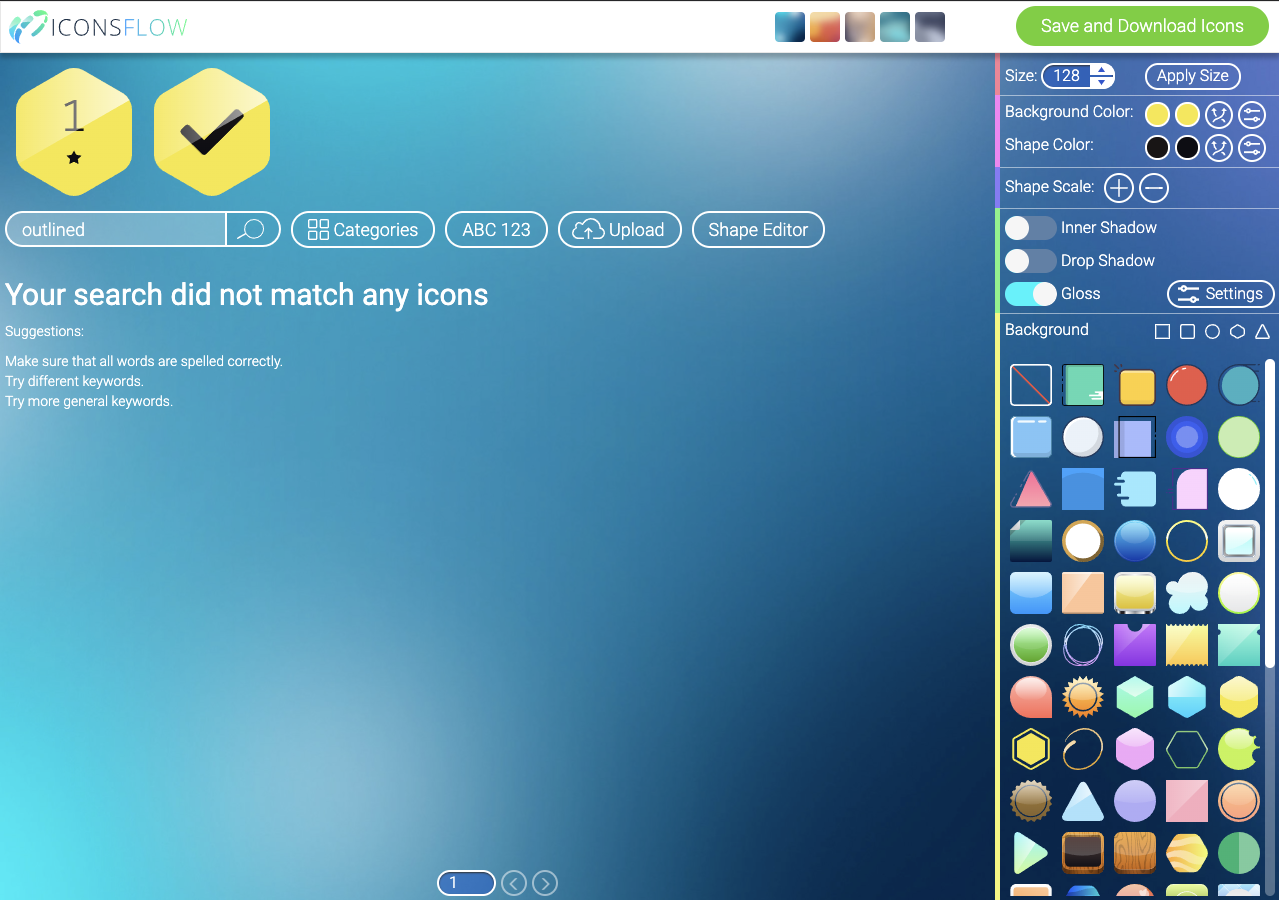 ICONSFLOW
Save and Download Icons
1
Size: 128 Apply Size
Background Color:
Shape Color:
Shape Scale:
outlined Categories ABC 123 Upload Shape Editor
Inner Shadow
Drop Shadow
Gloss Settings
Your search did not match any icons
Suggestions:
Background
Make sure that all words are spelled correctly.
Try different keywords.
Try more general keywords.
1